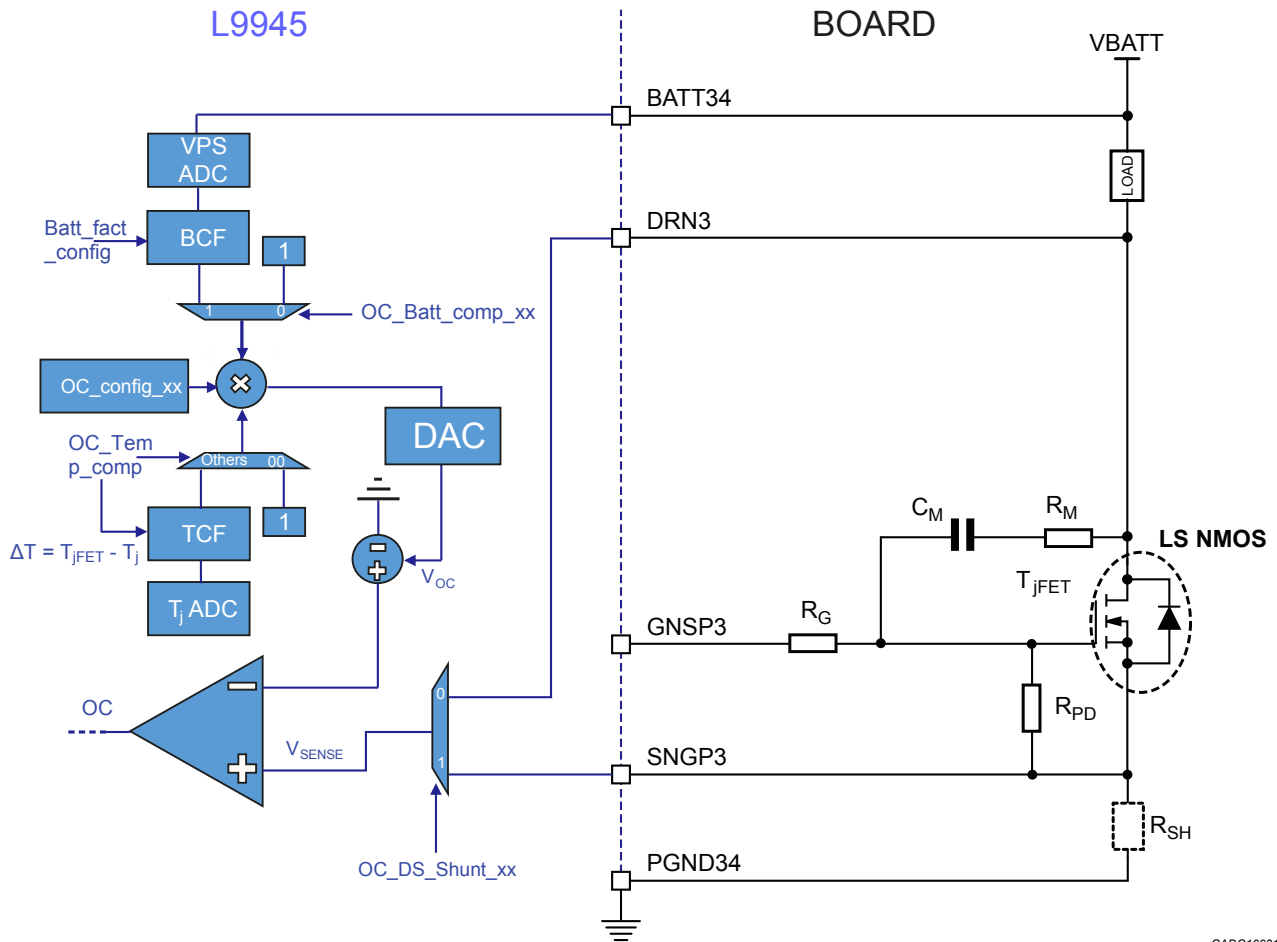 L9945
BOARD
VBATT
BATT34
VPS
ADC
LOAD
DRN3
Batt_fact
_config
BCF
1
1
0
OC_Batt_comp_xx
OC_config_xx
DAC
OC_Tem
p_comp
Others
00
CM
RM
LS NMOS
TCF
1
ΔT = TjFET - Tj
VOC
TjFET
Tj ADC
RG
GNSP3
0
RPD
OC
VSENSE
1
SNGP3
RSH
OC_DS_Shunt_xx
PGND34